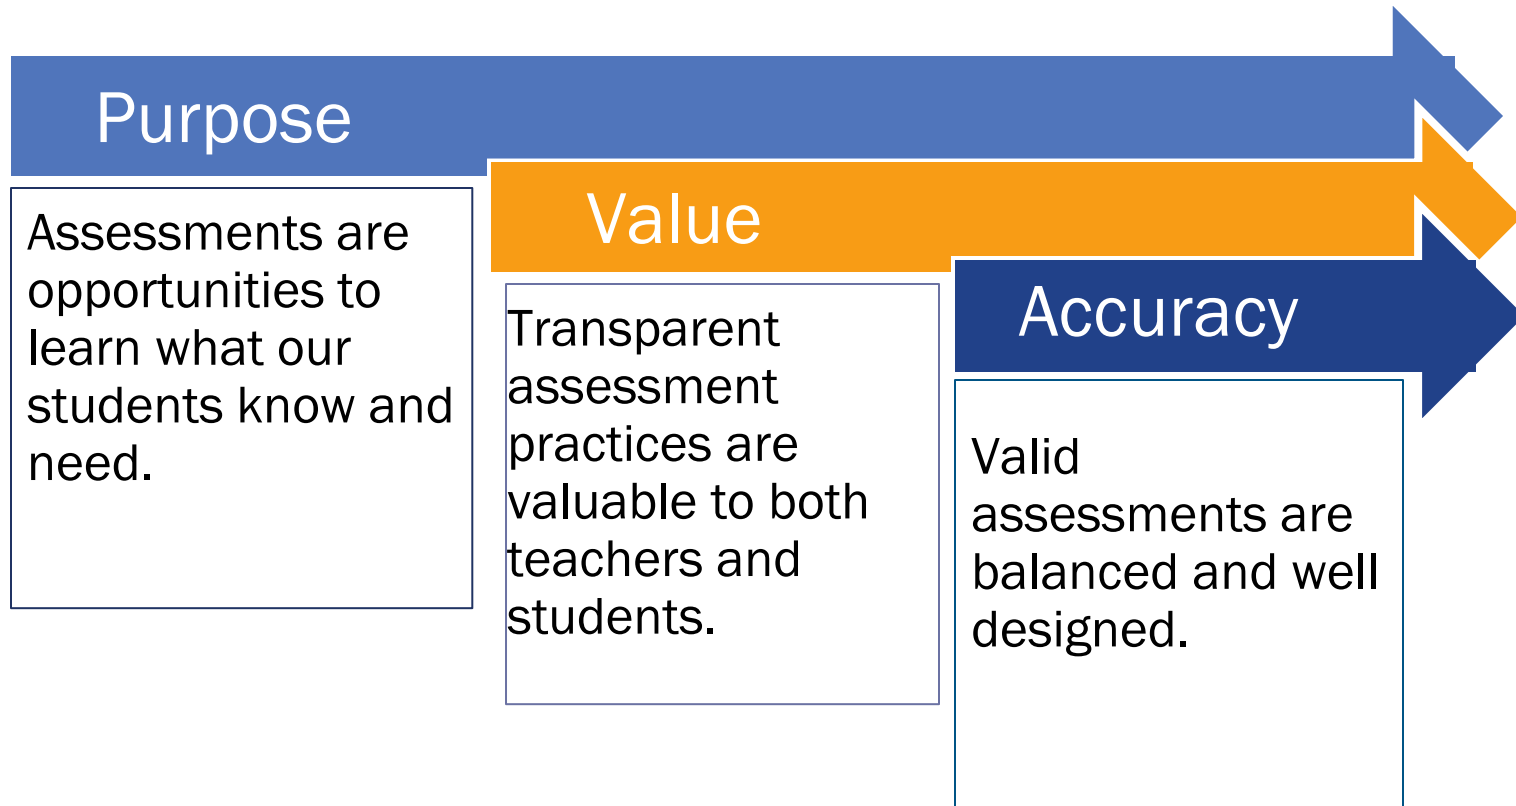 Purpose
Assessments are
opportunities to
learn what our
students know and
need.
Value
Transparent
assessment
practices are
valuable to both
teachers and
students.
Accuracy
Valid
assessments are
balanced and well
designed.